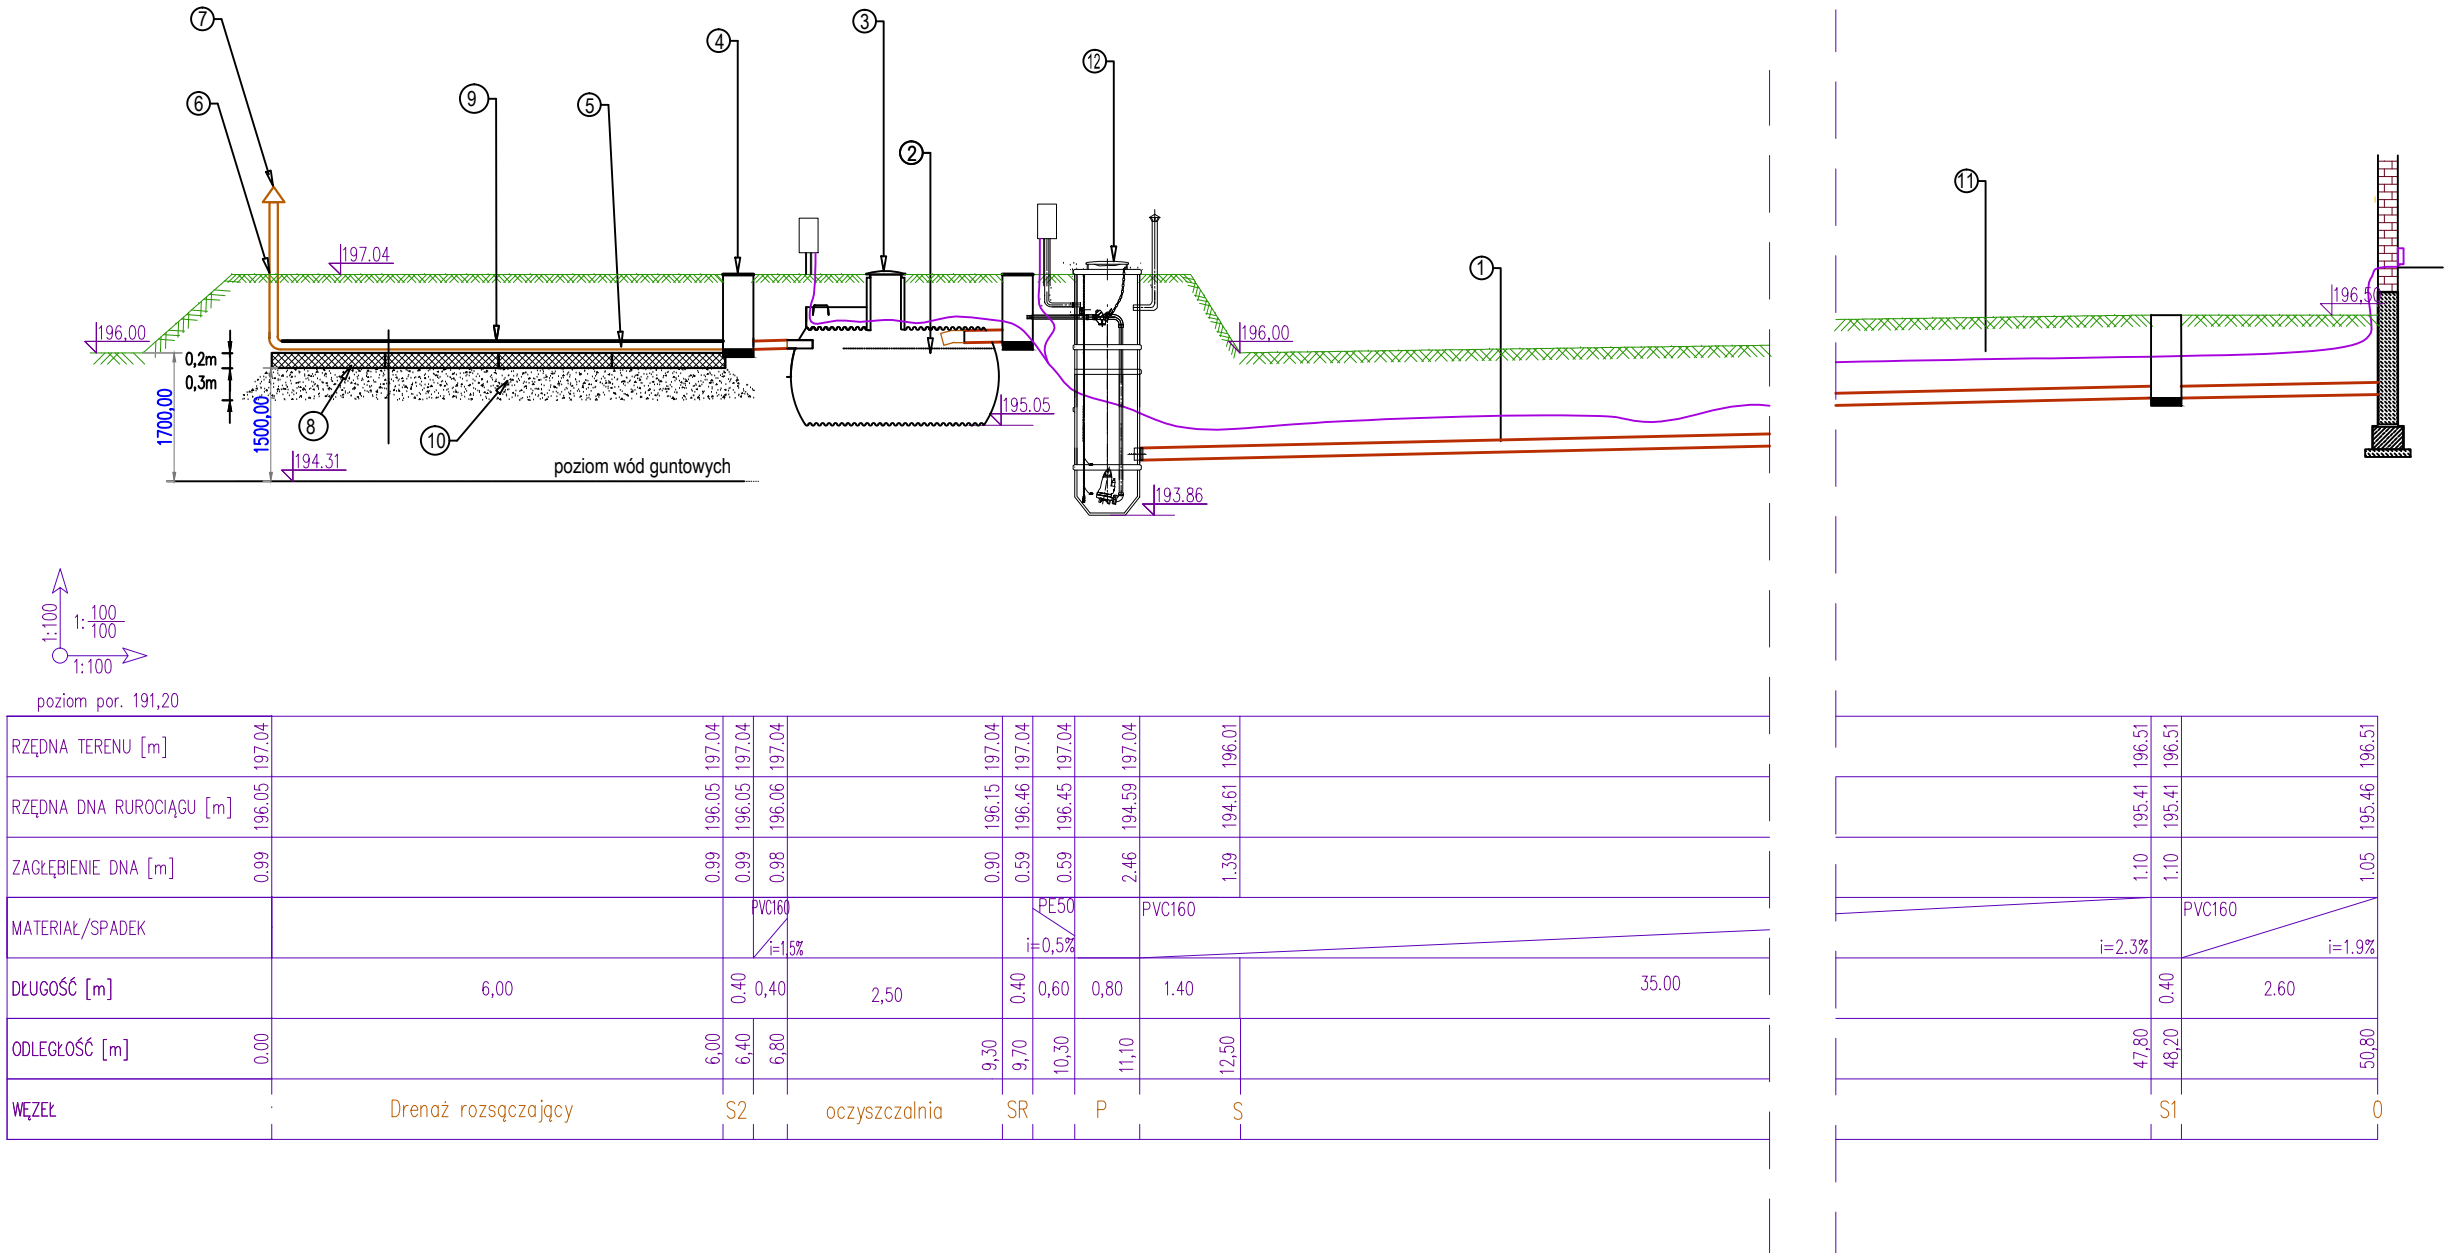 7
3
4
12
6
9
5
2
11
197.04
1
196,50
196,00
196,00
0,2m
0,3m
1700,00
1500,00
8
10
195.05
194.31
poziom wód guntowych
193.86
1:100
1: 100/100
1:100
poziom por. 191,20
RZĘDNA TERENU [m] 197.04 197.04 197.04 197.04 197.04 197.04 197.04 197.04 196.01 196.51 196.51 196.51
RZĘDNA DNA RUROCIĄGU [m] 196.05 196.05 196.05 196.06 196.15 196.46 196.45 194.59 194.61 195.41 195.41 195.46
ZAGŁĘBIENIE DNA [m] 0.99 0.99 0.99 0.98 0.90 0.59 0.59 2.46 1.39 1.10 1.10 1.05
MATERIAŁ/SPADEK PVC160 i=1,5% PE50 i=0,5% PVC160 i=2.3% PVC160 i=1.9%
DŁUGOŚĆ [m] 6,00 0.40 0,40 2,50 0.40 0,60 0,80 1.40 35.00 0.40 2.60
ODLEGŁOŚĆ [m] 0.00 6,00 6,40 6,80 9,30 9,70 10,30 11,10 12,50 47,80 48,20 50,80
WĘZEŁ Drenaż rozsączający S2 oczyszczalnia SR P S S1 0